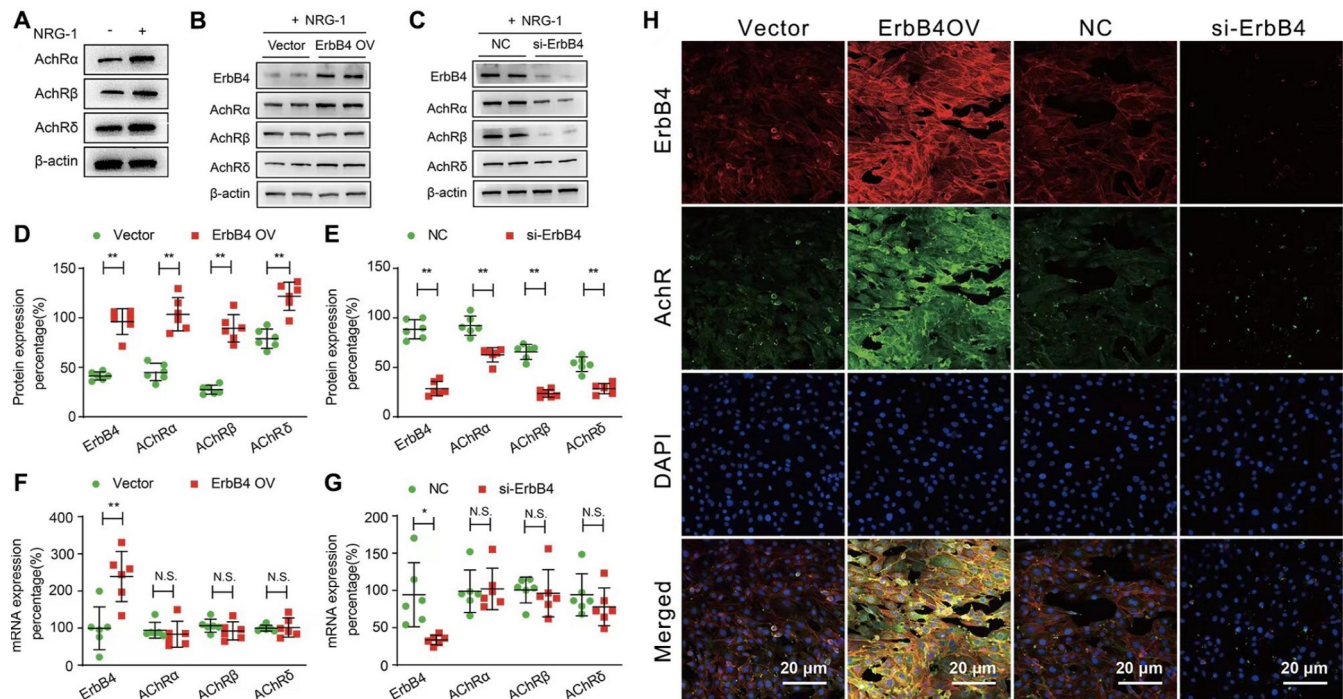 A
NRG-1 - +
AchRα
AchRβ
AchRδ
β-actin
B
+ NRG-1
Vector ErbB4 OV
ErbB4
AchRα
AchRβ
AchRδ
β-actin
C
+ NRG-1
NC si-ErbB4
ErbB4
AchRα
AchRβ
AchRδ
β-actin
D
Vector ErbB4 OV
Protein expression
percentage(%)
150
100
50
0
** ** ** **
ErbB4 AChRα AChRβ AChRδ
E
NC si-ErbB4
Protein expression
percentage(%)
150
100
50
0
** ** ** **
ErbB4 AChRα AChRβ AChRδ
F
Vector ErbB4 OV
mRNA expression
percentage(%)
400
300
200
100
0
** N.S. N.S. N.S.
ErbB4 AChRα AChRβ AChRδ
G
NC si-ErbB4
mRNA expression
percentage(%)
200
150
100
50
0
* N.S. N.S. N.S.
ErbB4 AChRα AChRβ AChRδ
H
Vector ErbB4OV NC si-ErbB4
ErbB4
AchR
DAPI
Merged
20 μm 20 μm 20 μm 20 μm